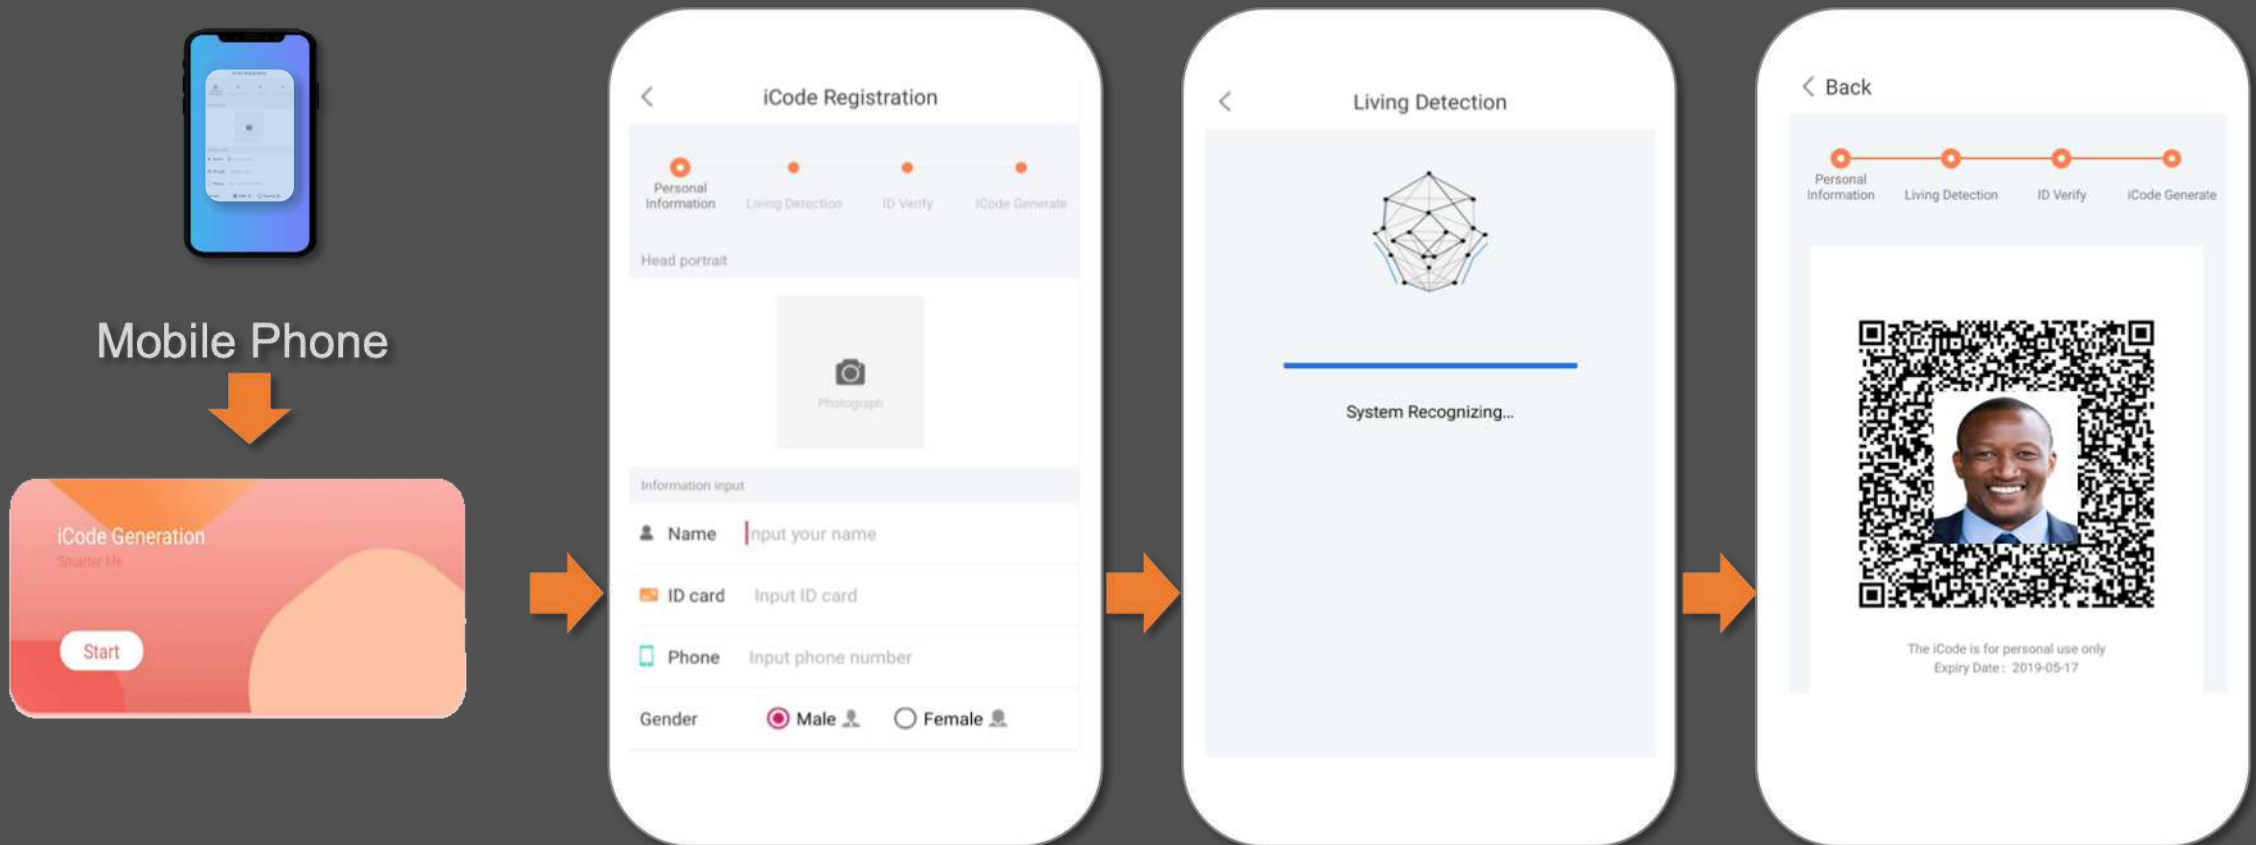 Mobile Phone
iCode Generation
Smarter life
Start
iCode Registration
Personal
Information
Living Detection
ID Verify
iCode Generate
Head portrait
Photograph
Information input
Name
Input your name
ID card
Input ID card
Phone
Input phone number
Gender
Male
Female
Living Detection
System Recognizing...
Back
Personal
Information
Living Detection
ID Verify
iCode Generate
The iCode is for personal use only
Expiry Date : 2019-05-17